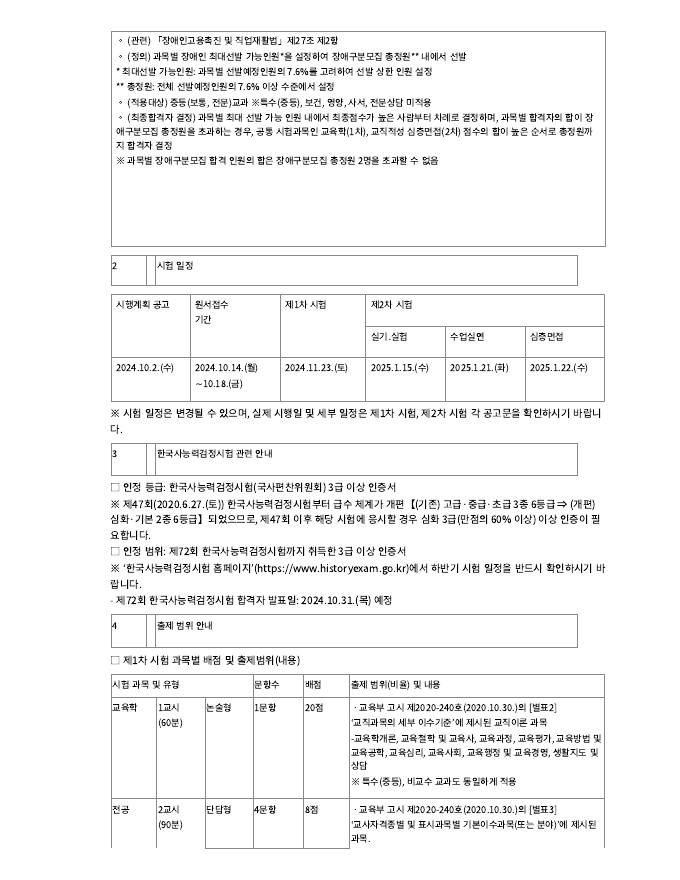 ◦ (관련) 「장애인고용촉진 및 직업재활법」 제27조 제2항
◦ (정의) 과목별 장애인 최대선발 가능인원*을 설정하여 장애구분모집 총정원** 내에서 선발
* 최대선발 가능인원: 과목별 선발예정인원의 7.6%를 고려하여 선발 상한 인원 설정
** 총정원: 전체 선발예정인원의 7.6% 이상 수준에서 설정
◦ (적용대상) 중등(보통, 전문)교과 ※특수(중등), 보건, 영양, 사서, 전문상담 미적용
◦ (최종합격자 결정) 과목별 최대 선발 가능 인원 내에서 최종점수가 높은 사람부터 차례로 결정하며, 과목별 합격자의 합이 장
애구분모집 총정원을 초과하는 경우, 공통 시험과목인 교육학(1차), 교직적성 심층면접(2차) 점수의 합이 높은 순서로 총정원까
지 합격자 결정
※ 과목별 장애구분모집 합격 인원의 합은 장애구분모집 총정원 2명을 초과할 수 없음
2 시험 일정
시행계획 공고 원서접수 제1차 시험 제2차 시험
기간
실기.실험 수업실연 심층면접
2024.10.2.(수) 2024.10.14.(월) 2024.11.23.(토) 2025.1.15.(수) 2025.1.21.(화) 2025.1.22.(수)
~10.18.(금)
※ 시험 일정은 변경될 수 있으며, 실제 시행일 및 세부 일정은 제1차 시험, 제2차 시험 각 공고문을 확인하시기 바랍니
다.
3 한국사능력검정시험 관련 안내
□ 인정 등급: 한국사능력검정시험(국사편찬위원회) 3급 이상 인증서
※ 제47회(2020.6.27.(토)) 한국사능력검정시험부터 급수 체계가 개편【(기존) 고급·중급·초급 3종 6등급 ⇒ (개편)
심화·기본 2종 6등급】되었으므로, 제47회 이후 해당 시험에 응시할 경우 심화 3급(만점의 60% 이상) 이상 인증이 필
요합니다.
□ 인정 범위: 제72회 한국사능력검정시험까지 취득한 3급 이상 인증서
※ ‘한국사능력검정시험 홈페이지’(https://www.historyexam.go.kr)에서 하반기 시험 일정을 반드시 확인하시기 바
랍니다.
- 제72회 한국사능력검정시험 합격자 발표일: 2024.10.31.(목) 예정
4 출제 범위 안내
□ 제1차 시험 과목별 배점 및 출제범위(내용)
시험 과목 및 유형 문항수 배점 출제 범위(비율) 및 내용
교육학 1교시 논술형 1문항 20점 ·교육부 고시 제2020-240호(2020.10.30.)의 [별표2]
(60분) ‘교직과목의 세부 이수기준’에 제시된 교직이론 과목
-교육학개론, 교육철학 및 교육사, 교육과정, 교육평가, 교육방법 및
교육공학, 교육심리, 교육사회, 교육행정 및 교육경영, 생활지도 및
상담
※ 특수(중등), 비교수 교과도 동일하게 적용
전공 2교시 단답형 4문항 8점 ·교육부 고시 제2020-240호(2020.10.30.)의 [별표3]
(90분) ‘교사자격종별 및 표시과목별 기본이수과목(또는 분야)’에 제시된
과목.